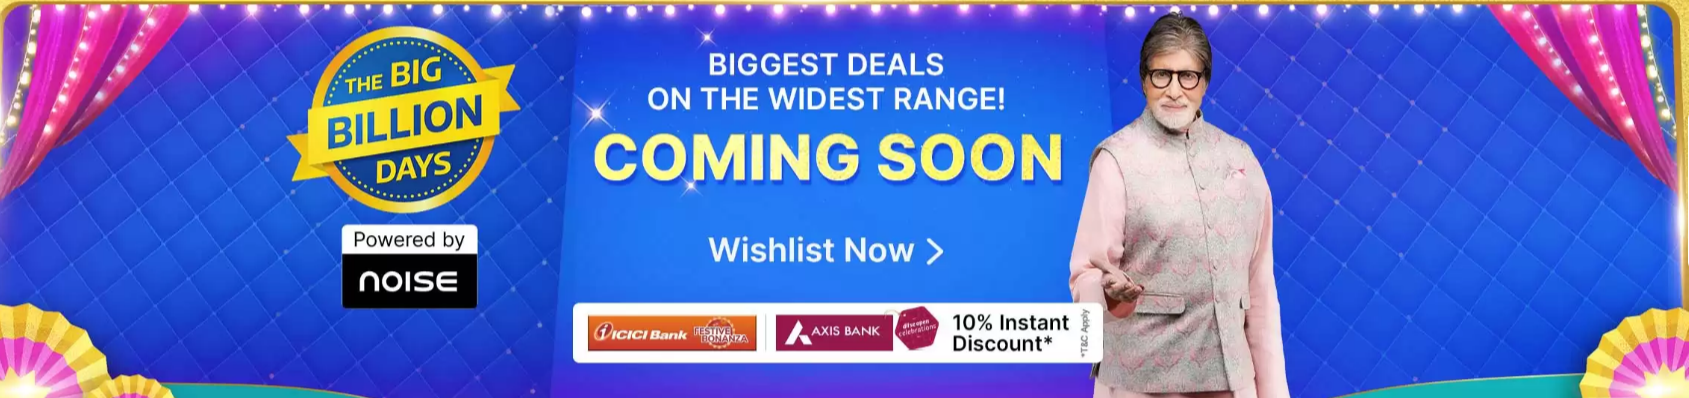 THE BIG
BILLION
DAYS
Powered by
NOISE
BIGGEST DEALS
ON THE WIDEST RANGE!
COMING SOON
Wishlist Now >
ICICI Bank
FESTIVE
BONANZA
AXIS BANK
celebrations
10% Instant
Discount*
*T&C Apply